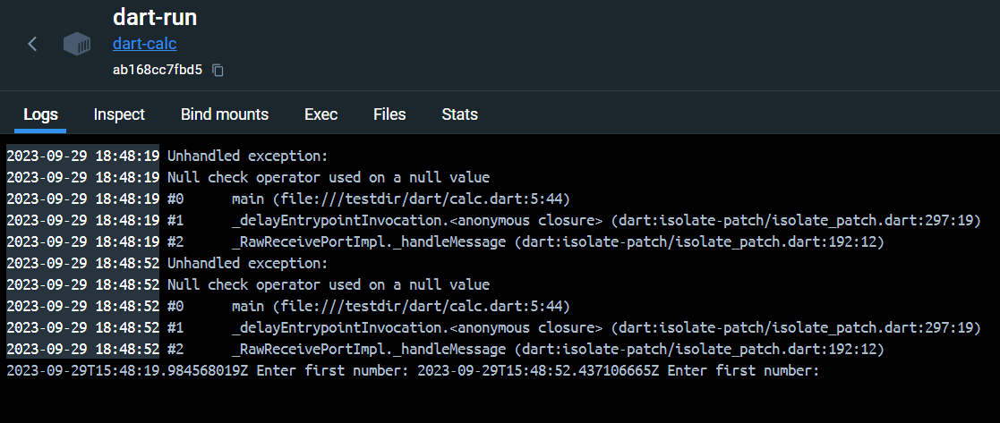 dart-run
dart-calc
ab168cc7fbd5
Logs Inspect Bind mounts Exec Files Stats
2023-09-29 18:48:19 Unhandled exception:
2023-09-29 18:48:19 Null check operator used on a null value
2023-09-29 18:48:19 #0      main (file:///testdir/dart/calc.dart:5:44)
2023-09-29 18:48:19 #1      _delayEntrypointInvocation.<anonymous closure> (dart:isolate-patch/isolate_patch.dart:297:19)
2023-09-29 18:48:19 #2      _RawReceivePortImpl._handleMessage (dart:isolate-patch/isolate_patch.dart:192:12)
2023-09-29 18:48:52 Unhandled exception:
2023-09-29 18:48:52 Null check operator used on a null value
2023-09-29 18:48:52 #0      main (file:///testdir/dart/calc.dart:5:44)
2023-09-29 18:48:52 #1      _delayEntrypointInvocation.<anonymous closure> (dart:isolate-patch/isolate_patch.dart:297:19)
2023-09-29 18:48:52 #2      _RawReceivePortImpl._handleMessage (dart:isolate-patch/isolate_patch.dart:192:12)
2023-09-29T15:48:19.984568019Z Enter first number: 2023-09-29T15:48:52.437106665Z Enter first number: